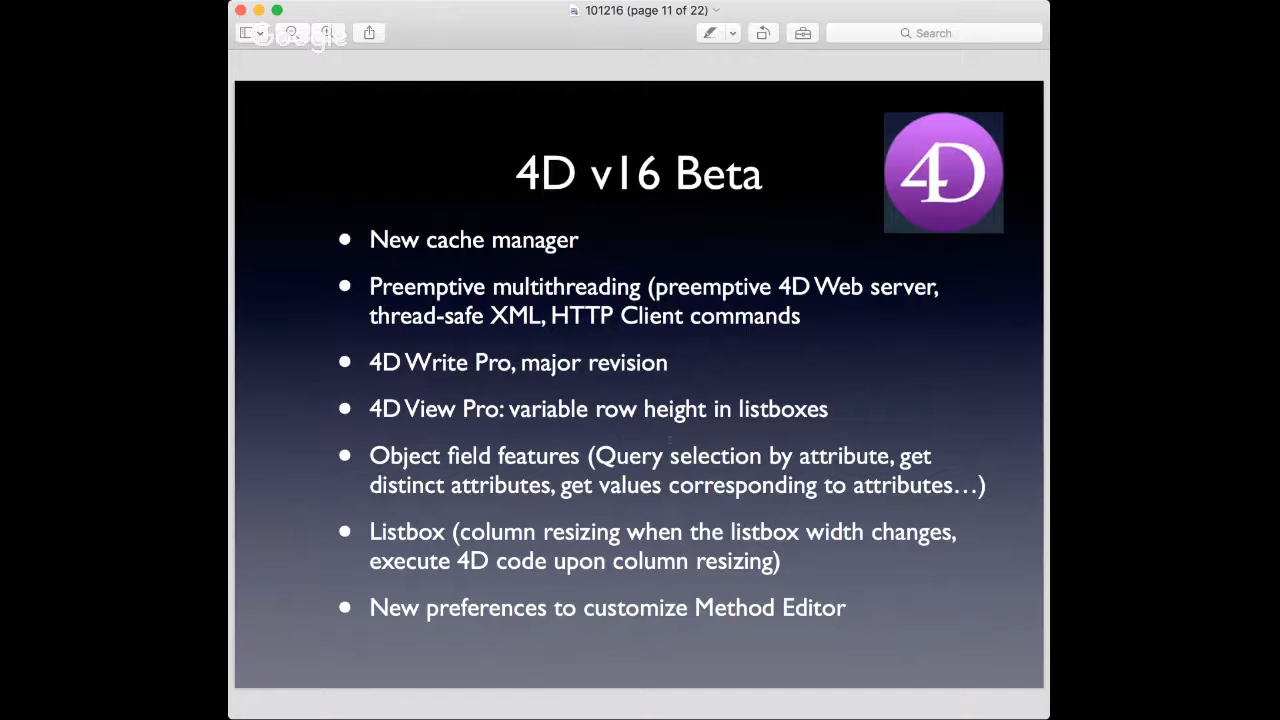 101216 (page 11 of 22)
Google
Search
4D
4D v16 Beta
• New cache manager
• Preemptive multithreading (preemptive 4D Web server,
thread-safe XML, HTTP Client commands
• 4D Write Pro, major revision
• 4D View Pro: variable row height in listboxes
• Object field features (Query selection by attribute, get
distinct attributes, get values corresponding to attributes…)
• Listbox (column resizing when the listbox width changes,
execute 4D code upon column resizing)
• New preferences to customize Method Editor